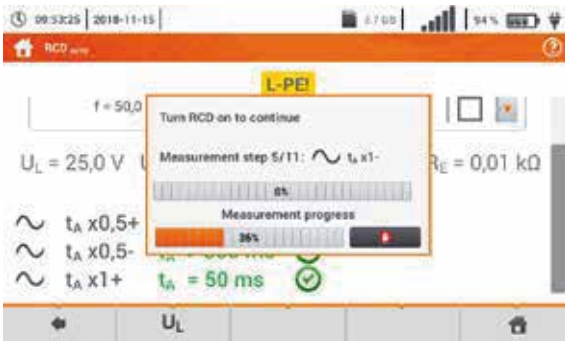 09:53:25 2018-11-15 94%
RCD AUTO
L-PE!
f = 50,0
Turn RCD on to continue
Measurement step 5/11: tA x1-
0%
Measurement progress
36%
UL = 25,0 V
RE = 0,01 kΩ
tA x0,5+
tA x0,5-
tA x1+ tA = 50 ms
UL